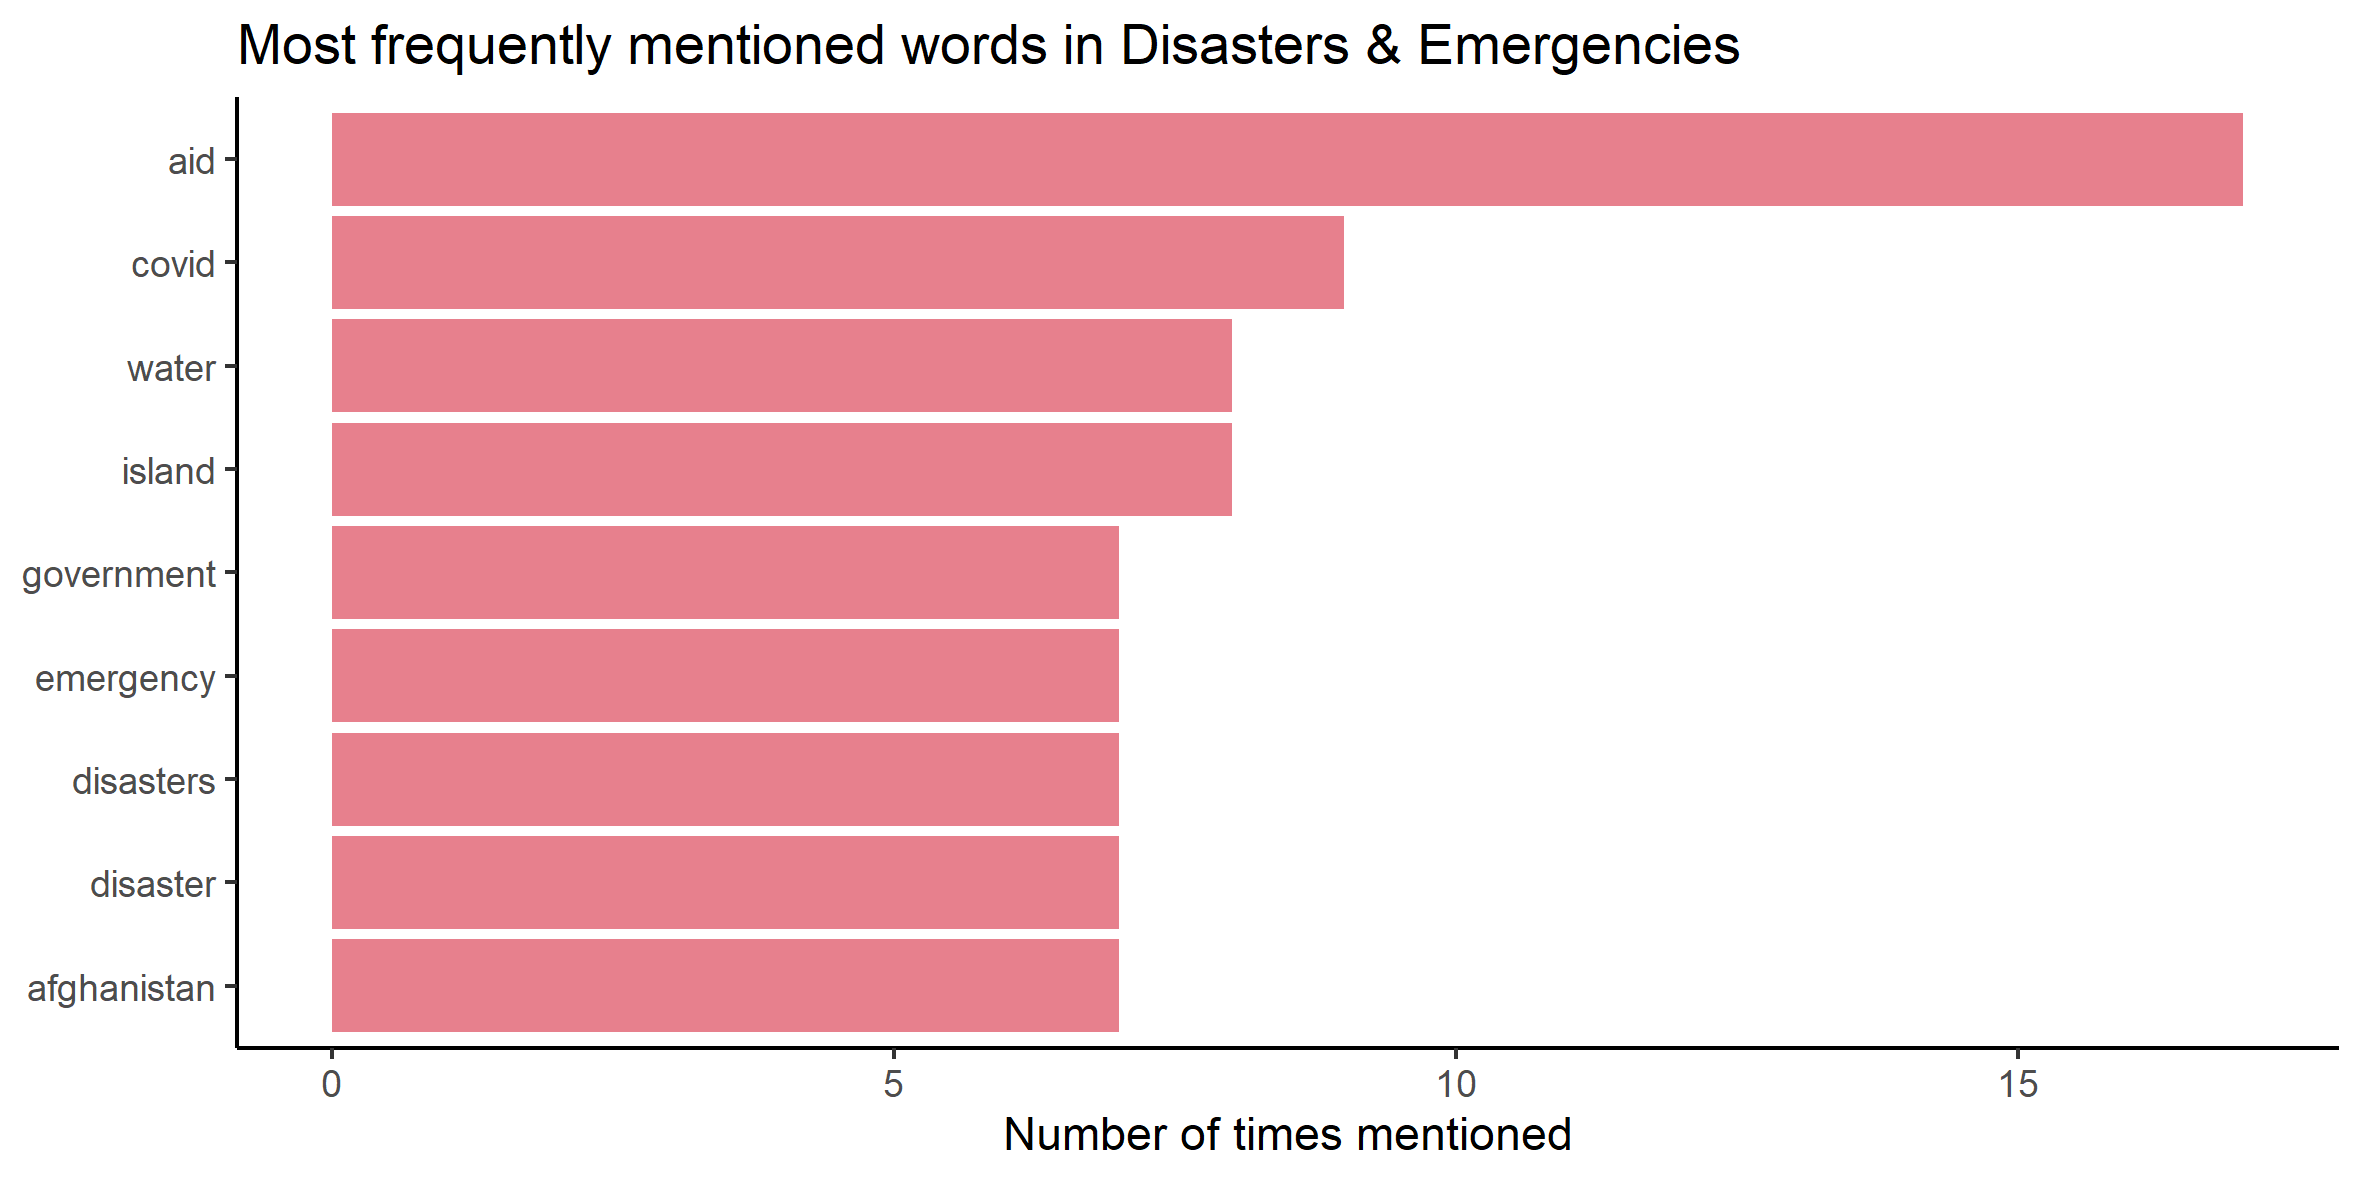 Most frequently mentioned words in Disasters & Emergencies
aid
covid
water
island
government
emergency
disasters
disaster
afghanistan
0 5 10 15
Number of times mentioned